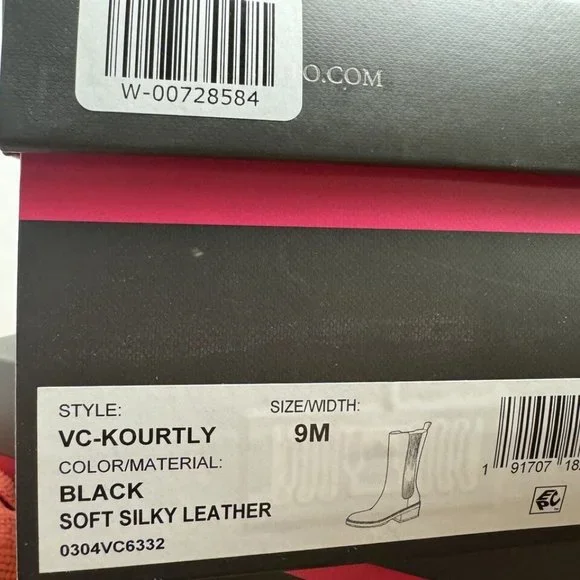 O.COM
W-00728584
STYLE:
VC-KOURTLY
SIZE/WIDTH:
9M
COLOR/MATERIAL:
BLACK
SOFT SILKY LEATHER
0304VC6332
1 91707 18